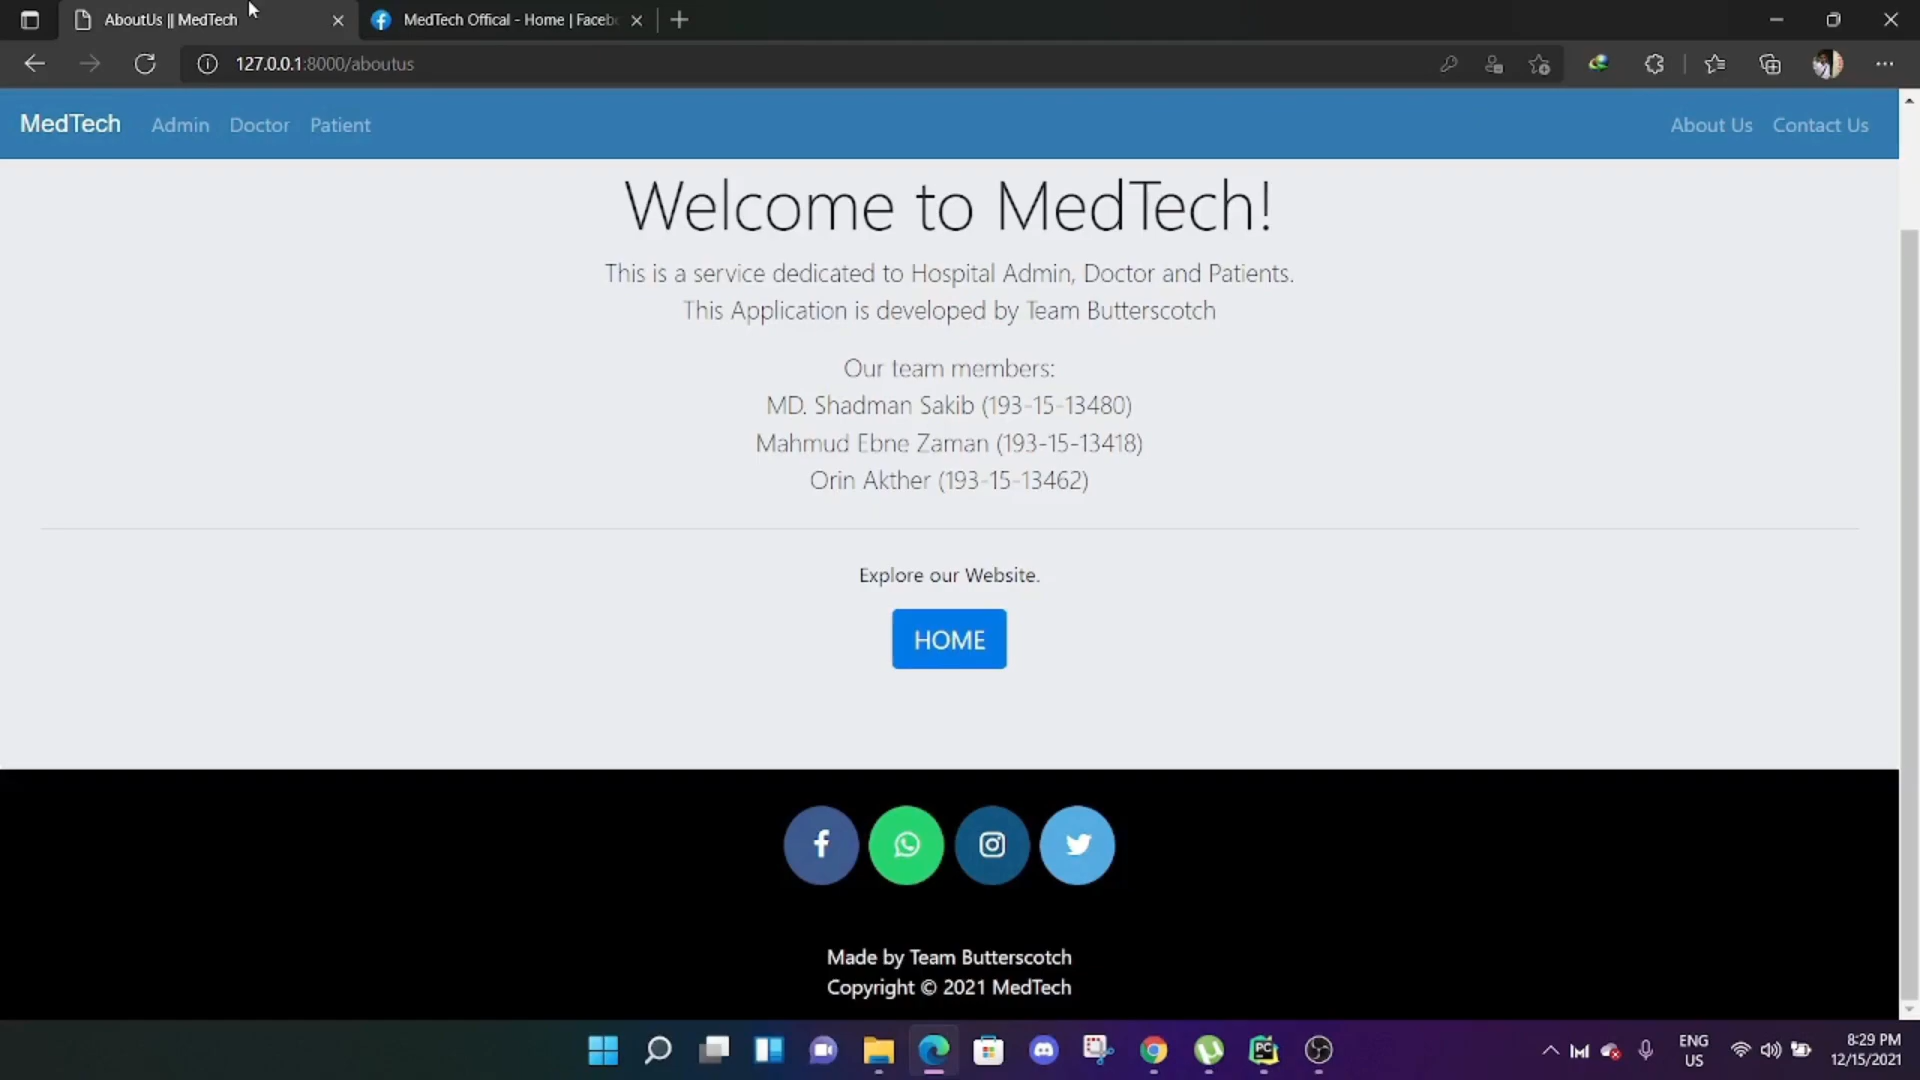 AboutUs || MedTech
MedTech Offical - Home | Facebo
127.0.0.1:8000/aboutus
MedTech Admin Doctor Patient About Us Contact Us
Welcome to MedTech!
This is a service dedicated to Hospital Admin, Doctor and Patients.
This Application is developed by Team Butterscotch
Our team members:
MD. Shadman Sakib (193-15-13480)
Mahmud Ebne Zaman (193-15-13418)
Orin Akther (193-15-13462)
Explore our Website.
HOME
Made by Team Butterscotch
Copyright © 2021 MedTech
PC
ENG
US
8:29 PM
12/15/2021